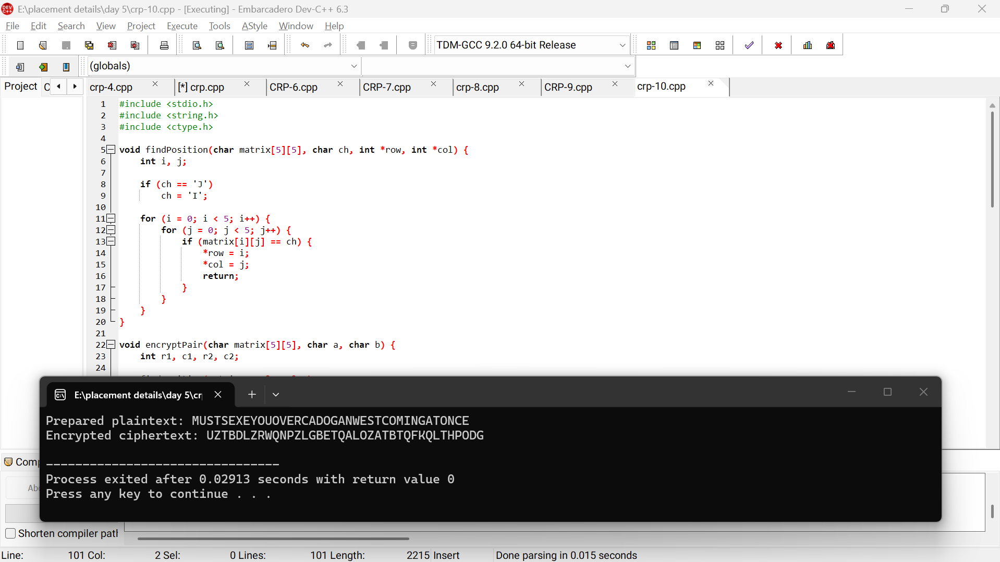 E:\placement details\day 5\crp-10.cpp - [Executing] - Embarcadero Dev-C++ 6.3
File Edit Search View Project Execute Tools AStyle Window Help
TDM-GCC 9.2.0 64-bit Release
(globals)
Project C crp-4.cpp [*] crp.cpp CRP-6.cpp CRP-7.cpp crp-8.cpp CRP-9.cpp crp-10.cpp
1 #include <stdio.h>
2 #include <string.h>
3 #include <ctype.h>
4
5 void findPosition(char matrix[5][5], char ch, int *row, int *col) {
6 int i, j;
7
8 if (ch == 'J')
9 ch = 'I';
10
11 for (i = 0; i < 5; i++) {
12 for (j = 0; j < 5; j++) {
13 if (matrix[i][j] == ch) {
14 *row = i;
15 *col = j;
16 return;
17 }
18 }
19 }
20 }
21
22 void encryptPair(char matrix[5][5], char a, char b) {
23 int r1, c1, r2, c2;
24
E:\placement details\day 5\cr
Prepared plaintext: MUSTSEXEYOUOVERCADOGANWESTCOMINGATONCE
Encrypted ciphertext: UZTBDLZRWQNPZLGBETQALOZATBTQFKQLTHPODG
--------------------------------
Process exited after 0.02913 seconds with return value 0
Press any key to continue . . .
Comp
Ab
Shorten compiler path
Line: 101 Col: 2 Sel: 0 Lines: 101 Length: 2215 Insert Done parsing in 0.015 seconds